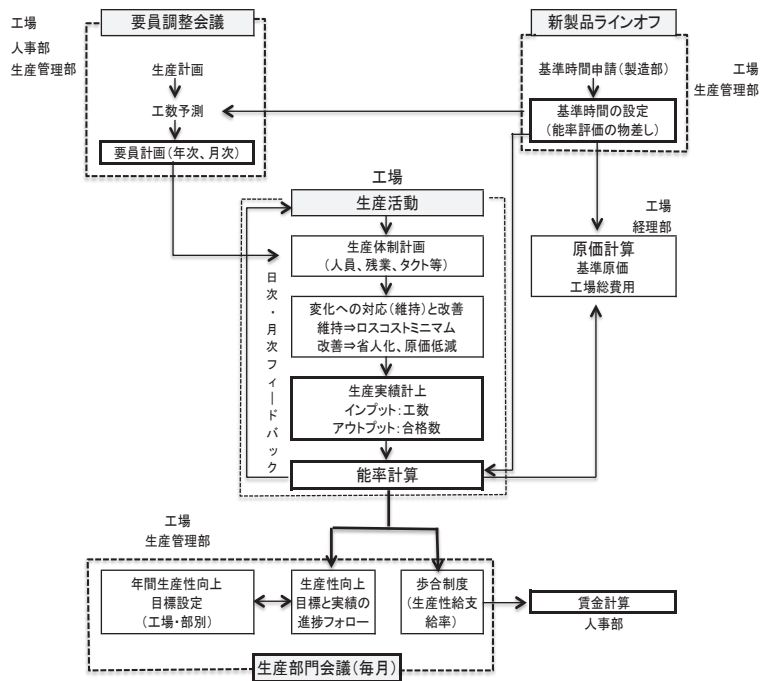 要員調整会議
工場
人事部
生産管理部
生産計画
工数予測
要員計画(年次、月次)
新製品ラインオフ
工場
生産管理部
基準時間申請(製造部)
基準時間の設定
(能率評価の物差し)
工場
生産活動
生産体制計画
(人員、残業、タクト等)
変化への対応(維持)と改善
維持⇒ロスコストミニマム
改善⇒省人化、原価低減
生産実績計上
インプット:工数
アウトプット:合格数
能率計算
日次・月次フィードバック
工場
経理部
原価計算
基準原価
工場総費用
工場
生産管理部
年間生産性向上
目標設定
(工場・部別)
生産性向上
目標と実績の
進捗フォロー
歩合制度
(生産性給支
給率)
賃金計算
人事部
生産部門会議(毎月)